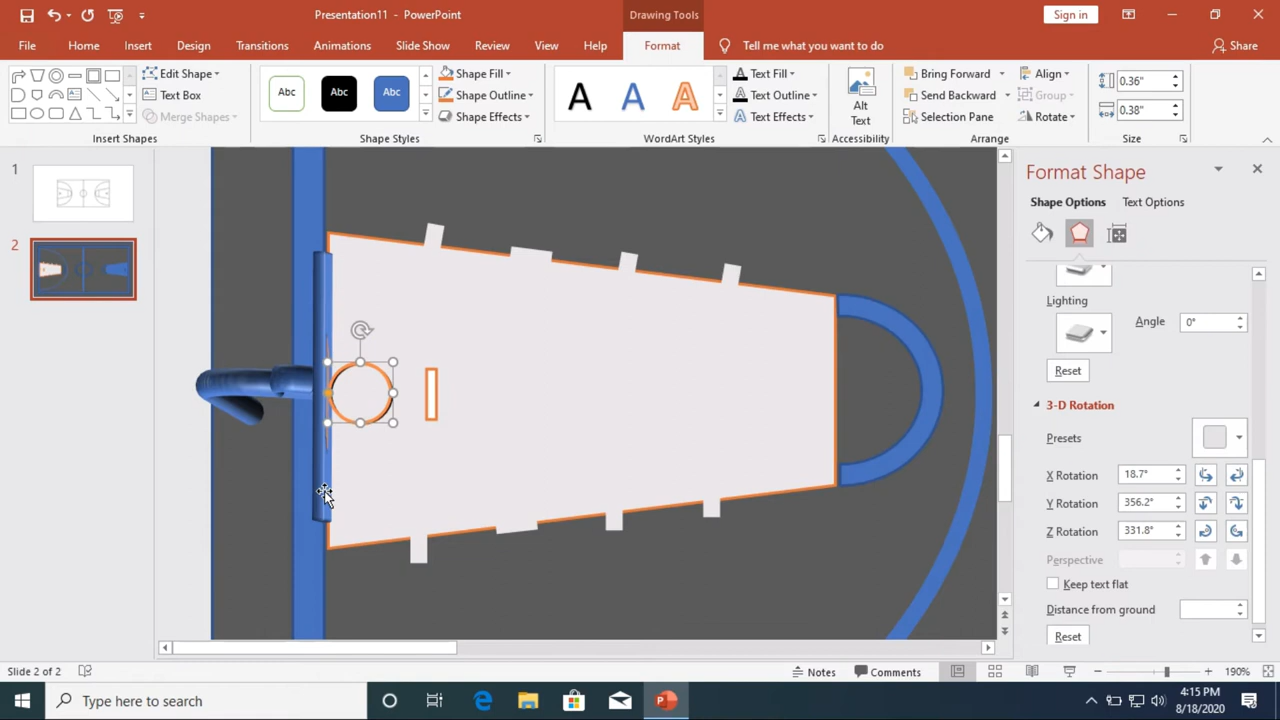 Presentation11 - PowerPoint
Drawing Tools
Sign in
File Home Insert Design Transitions Animations Slide Show Review View Help Format Tell me what you want to do Share
Edit Shape
Text Box
Merge Shapes
Insert Shapes
Abc Abc Abc
Shape Fill
Shape Outline
Shape Effects
Shape Styles
A A A
Text Fill
Text Outline
Text Effects
WordArt Styles
Alt
Text
Accessibility
Bring Forward
Send Backward
Selection Pane
Align
Group
Rotate
Arrange
0.36"
0.38"
Size
1
2
Format Shape
Shape Options Text Options
Lighting
Angle 0°
Reset
3-D Rotation
Presets
X Rotation 18.7°
Y Rotation 356.2°
Z Rotation 331.8°
Perspective
Keep text flat
Distance from ground
Reset
Slide 2 of 2
Notes
Comments
190%
Type here to search
4:15 PM
8/18/2020